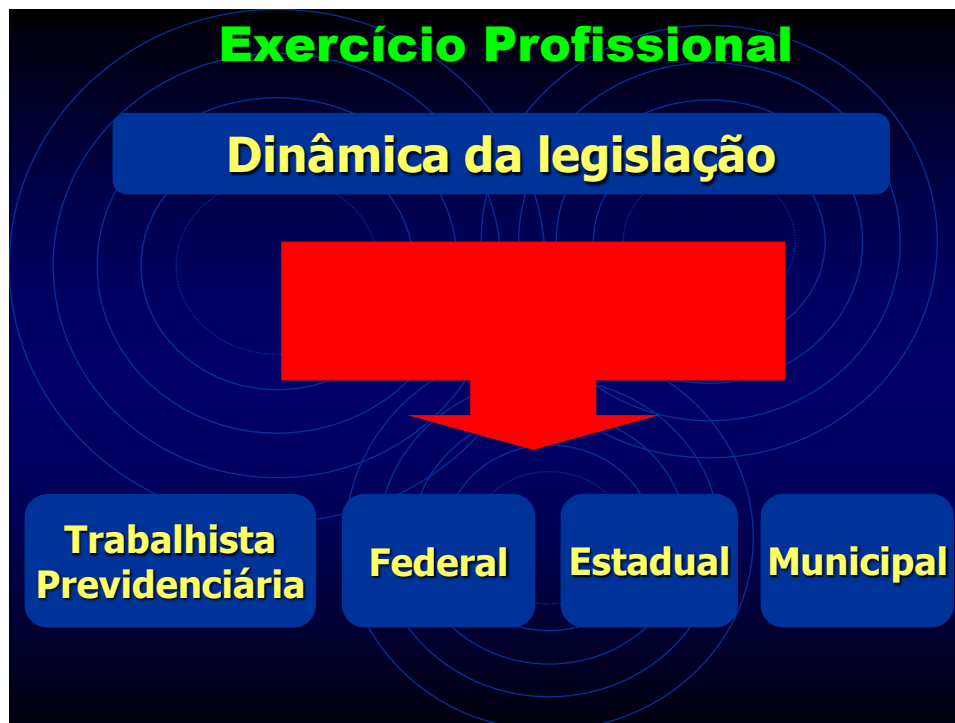 Exercício Profissional
Dinâmica da legislação
Trabalhista
Previdenciária
Federal
Estadual
Municipal